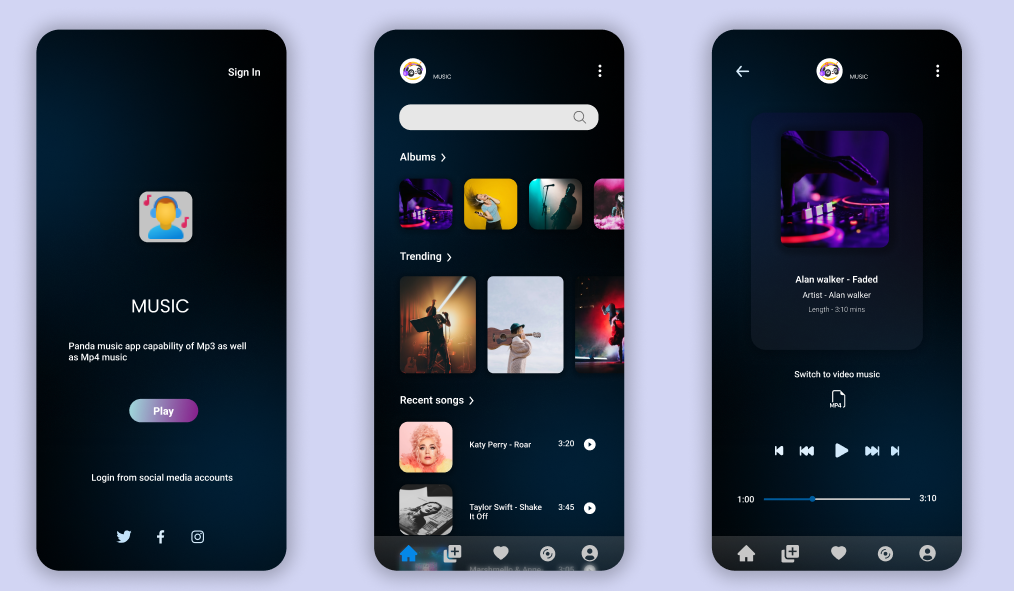 Sign In
MUSIC
Panda music app capability of Mp3 as well
as Mp4 music
Play
Login from social media accounts
MUSIC
Albums
Trending
Recent songs
Katy Perry - Roar
3:20
Taylor Swift - Shake
It Off
3:45
Marshmello & Anne-
MUSIC
Alan walker - Faded
Artist - Alan walker
Length - 3:10 mins
Switch to video music
MP4
1:00
3:10